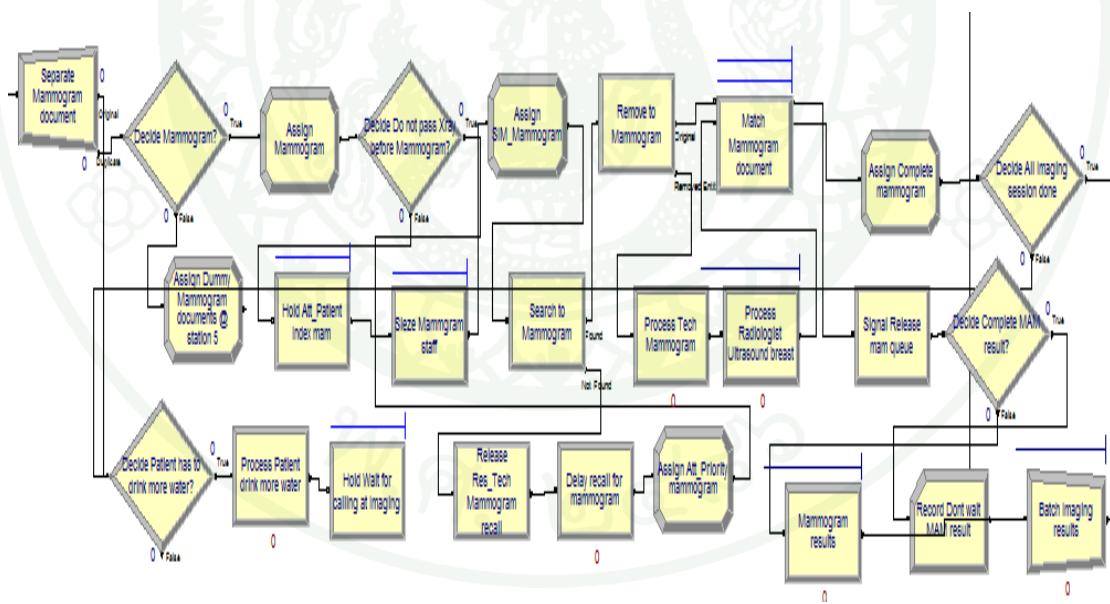 Separate
Mammogram
document
0
Original
0
Duplicate
Decide Mammogram?
0
True
0
False
Assign
Mammogram
Decide Do not pass Xray
before Mammogram?
0
True
0
False
Assign
SIM_Mammogram
Remove to
Mammogram
Original
Removed Entit
Match
Mammogram
document
Assign Complete
mammogram
Decide All Imaging
session done
0
True
0
False
Assign Dummy
Mammogram
documents @
station 5
Hold Att_Patient
Index mam
Sieze Mammgram
staff
Search to
Mammogram
Found
Not Found
Process Tech
Mammogram
0
Process
Radiologist
Ultrasound breast
0
Signal Release
mam queue
Decide Complete MAM
result?
0
True
0
False
Decide Patient has to
drink more water?
0
True
0
False
Process Patient
drink more water
0
Hold Wait for
calling at imaging
Release
Res_Tech
Mammogram
recall
Delay recall for
mammogram
0
Assign Att_Priority
mammogram
Mammogram
results
0
Record Dont wait
MAM result
Batch Imaging
results
0